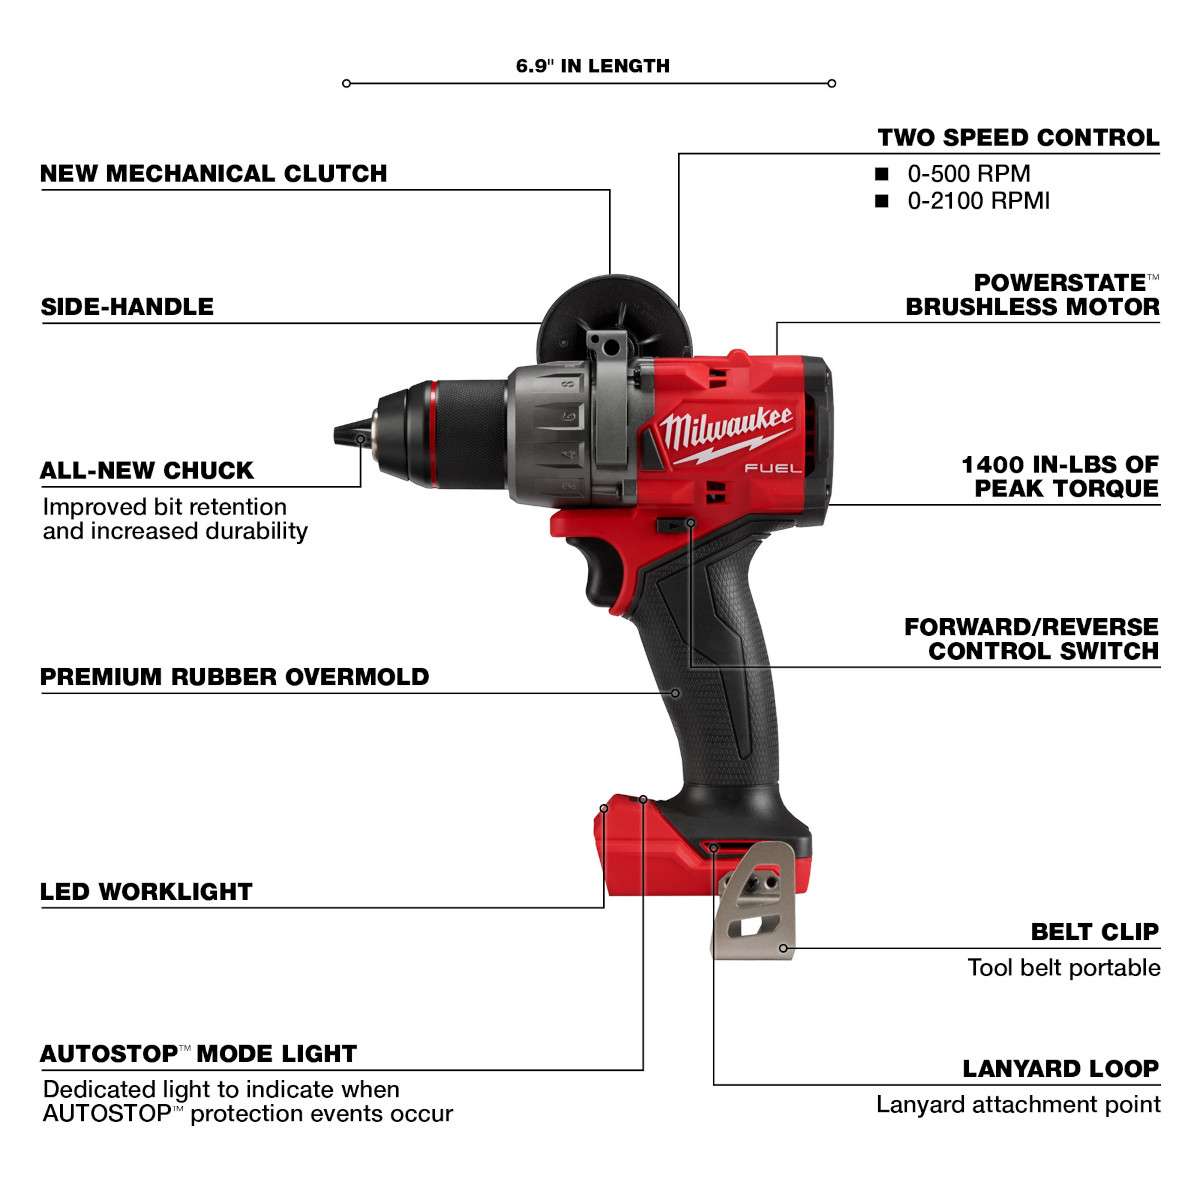 6.9" IN LENGTH
NEW MECHANICAL CLUTCH
SIDE-HANDLE
ALL-NEW CHUCK
Improved bit retention
and increased durability
PREMIUM RUBBER OVERMOLD
LED WORKLIGHT
AUTOSTOP™ MODE LIGHT
Dedicated light to indicate when
AUTOSTOP™ protection events occur
TWO SPEED CONTROL
■ 0-500 RPM
■ 0-2100 RPMI
POWERSTATE™
BRUSHLESS MOTOR
1400 IN-LBS OF
PEAK TORQUE
FORWARD/REVERSE
CONTROL SWITCH
BELT CLIP
Tool belt portable
LANYARD LOOP
Lanyard attachment point
Milwaukee
FUEL